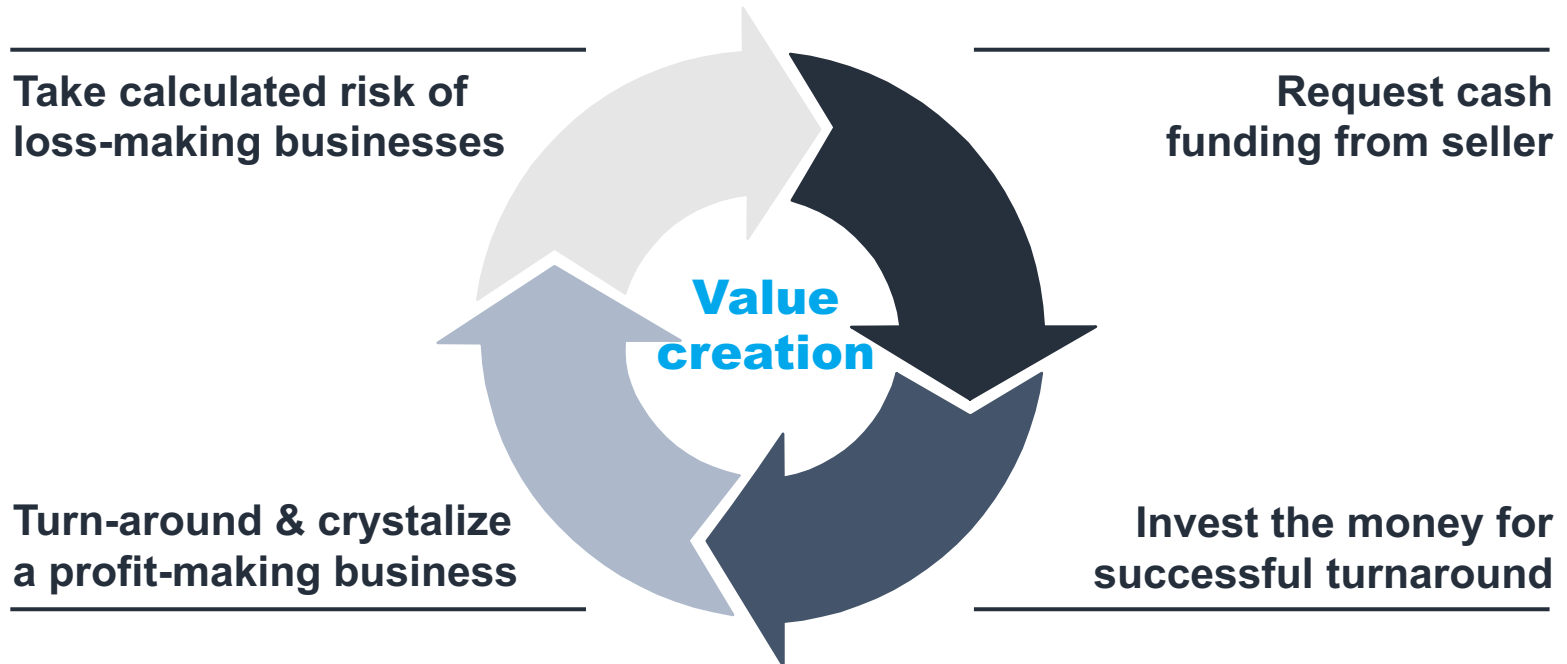 Take calculated risk of
loss-making businesses
Request cash
funding from seller
Value
creation
Turn-around & crystalize
a profit-making business
Invest the money for
successful turnaround